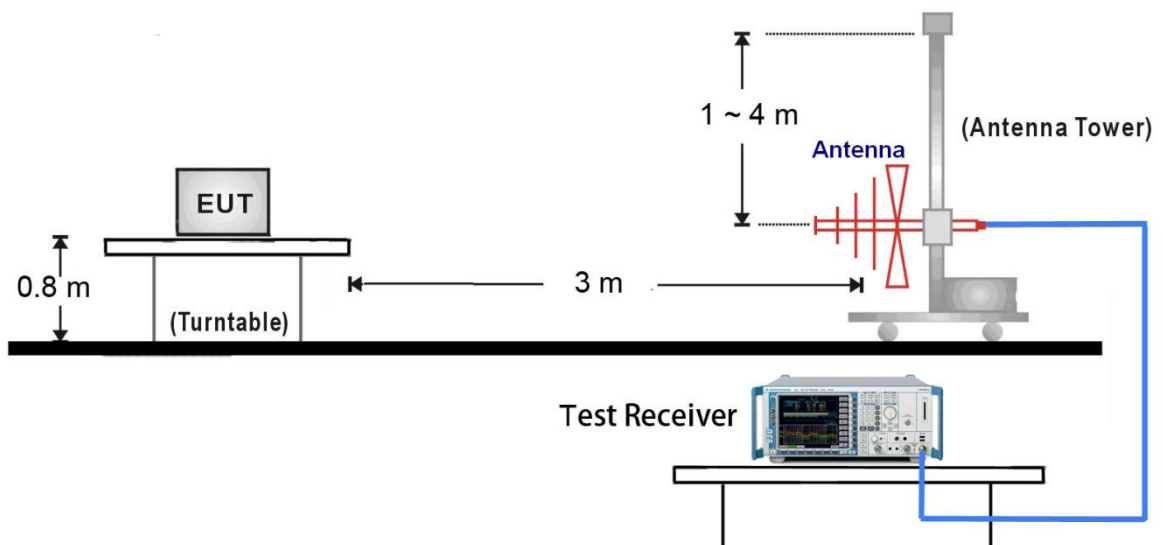 1 ~ 4 m
(Antenna Tower)
Antenna
EUT
0.8 m
3 m
(Turntable)
Test Receiver